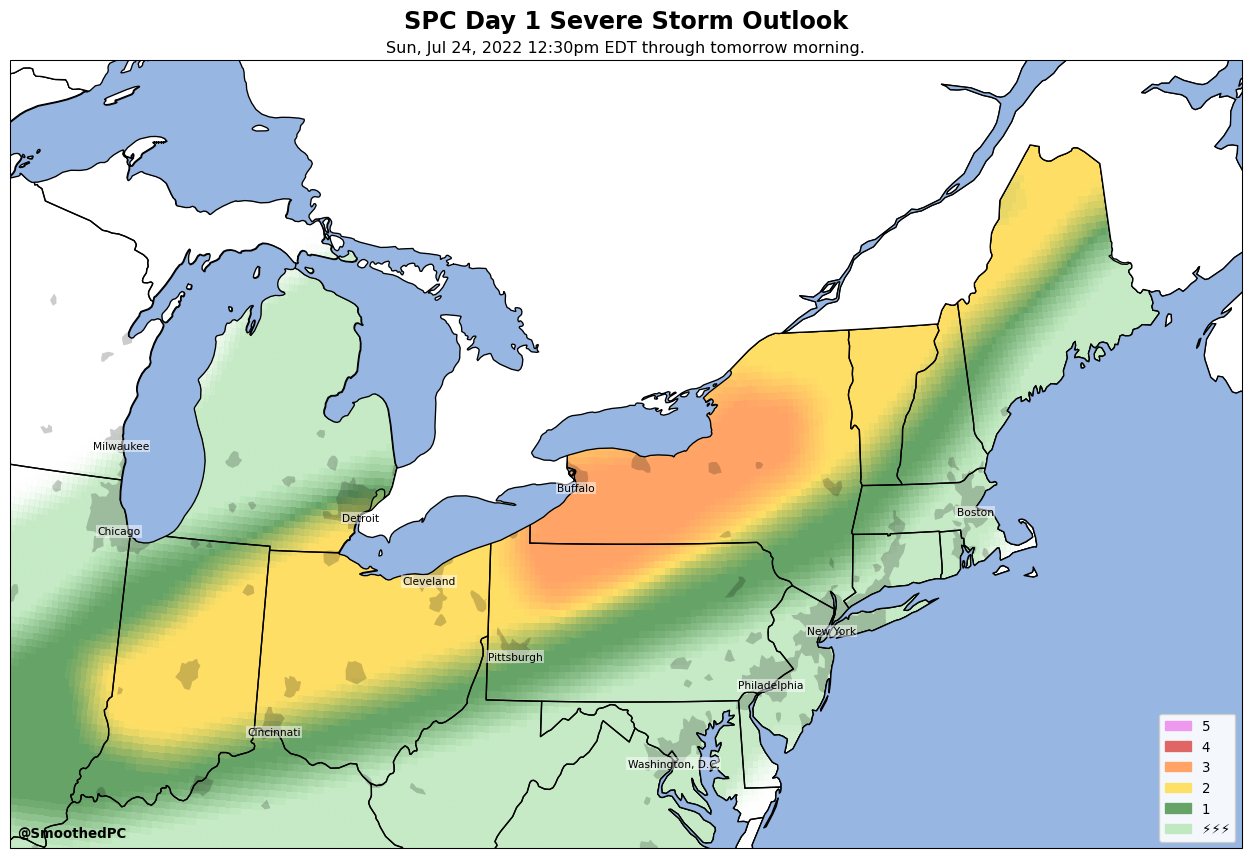 SPC Day 1 Severe Storm Outlook
Sun, Jul 24, 2022 12:30pm EDT through tomorrow morning.
Milwaukee
Buffalo
Boston
Detroit
Chicago
Cleveland
New York
Pittsburgh
Philadelphia
Cincinnati
Washington, D.C.
5
4
3
2
1
⚡⚡⚡
@SmoothedPC